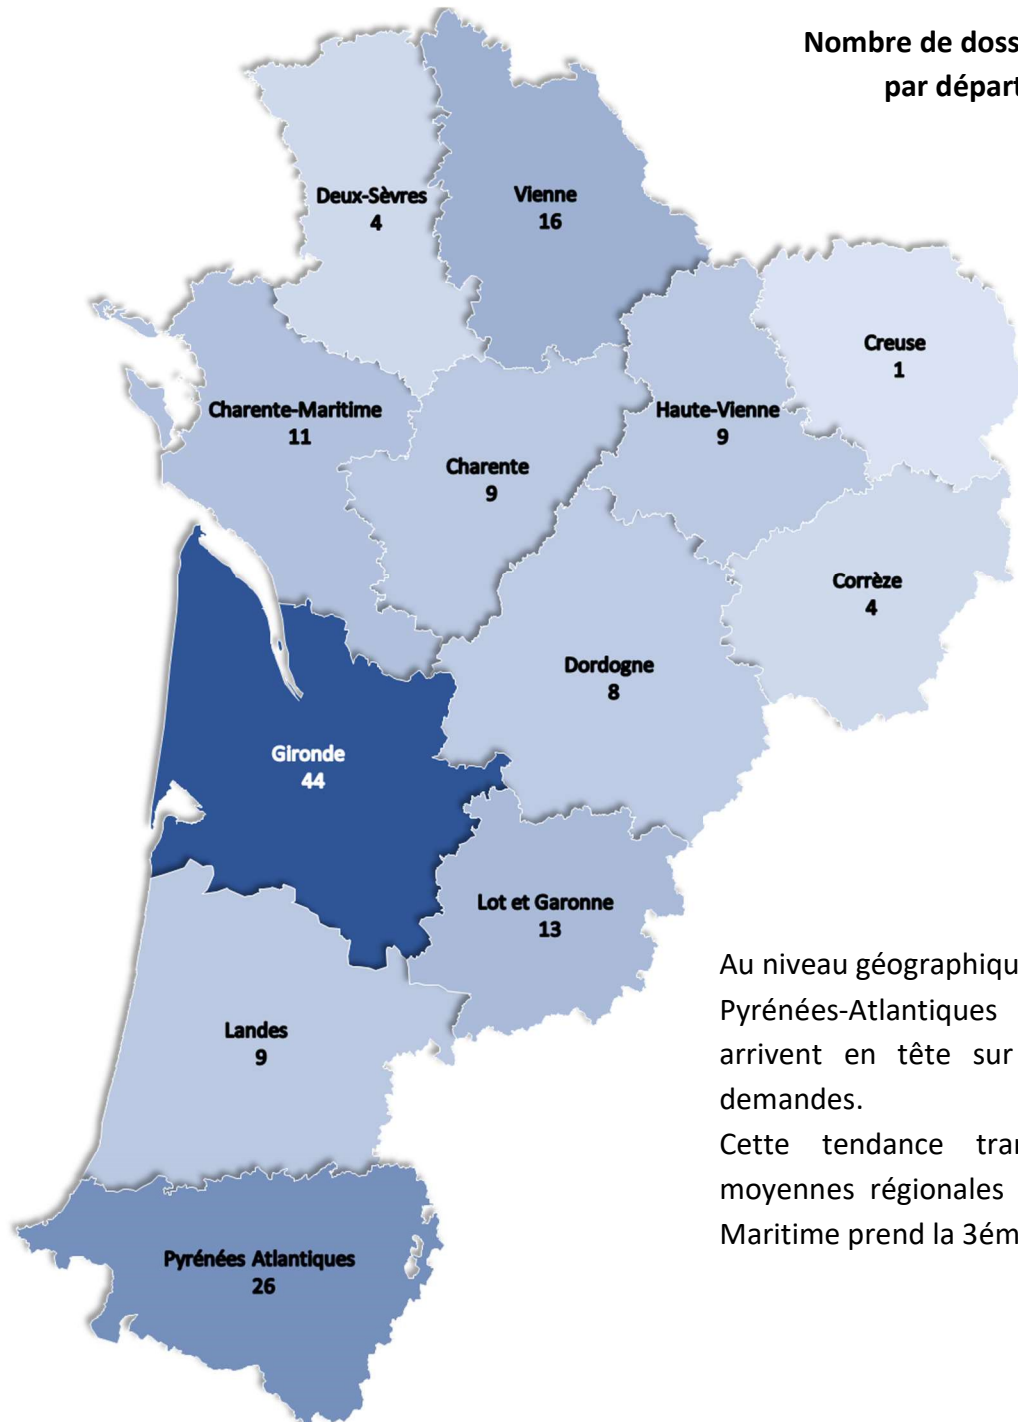 Nombre de doss
par départ
Deux-Sèvres
4
Vienne
16
Creuse
1
Charente-Maritime
11
Haute-Vienne
9
Charente
9
Corrèze
4
Dordogne
8
Gironde
44
Lot et Garonne
13
Landes
9
Pyrénées Atlantiques
26
Au niveau géographiqu
Pyrénées-Atlantiques
arrivent en tête sur
demandes.
Cette tendance tran
moyennes régionales
Maritime prend la 3ém